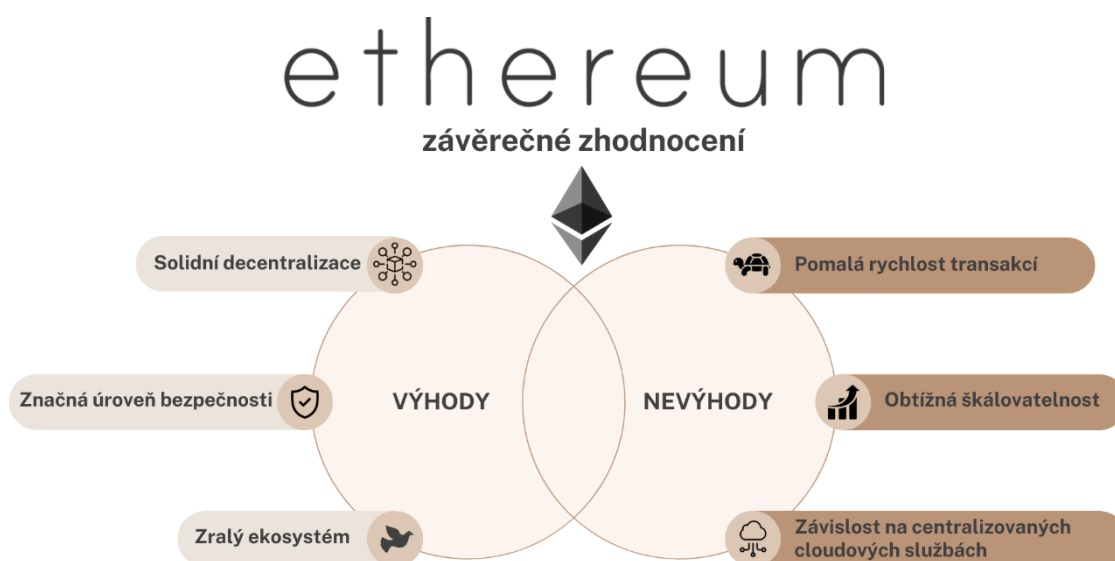 ethereum
závěrečné zhodnocení
Solidní decentralizace
Pomalá rychlost transakcí
Značná úroveň bezpečnosti
VÝHODY
NEVÝHODY
Obtížná škálovatelnost
Zralý ekosystém
Závislost na centralizovaných
cloudových službách